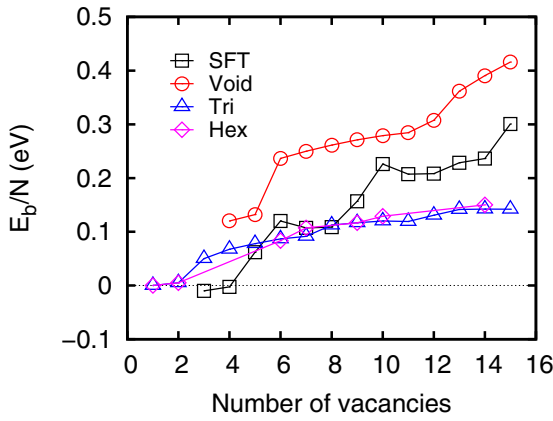 0.5
0.4
0.3
0.2
0.1
0
−0.1
E_b/N (eV)
SFT
Void
Tri
Hex
0 2 4 6 8 10 12 14 16
Number of vacancies